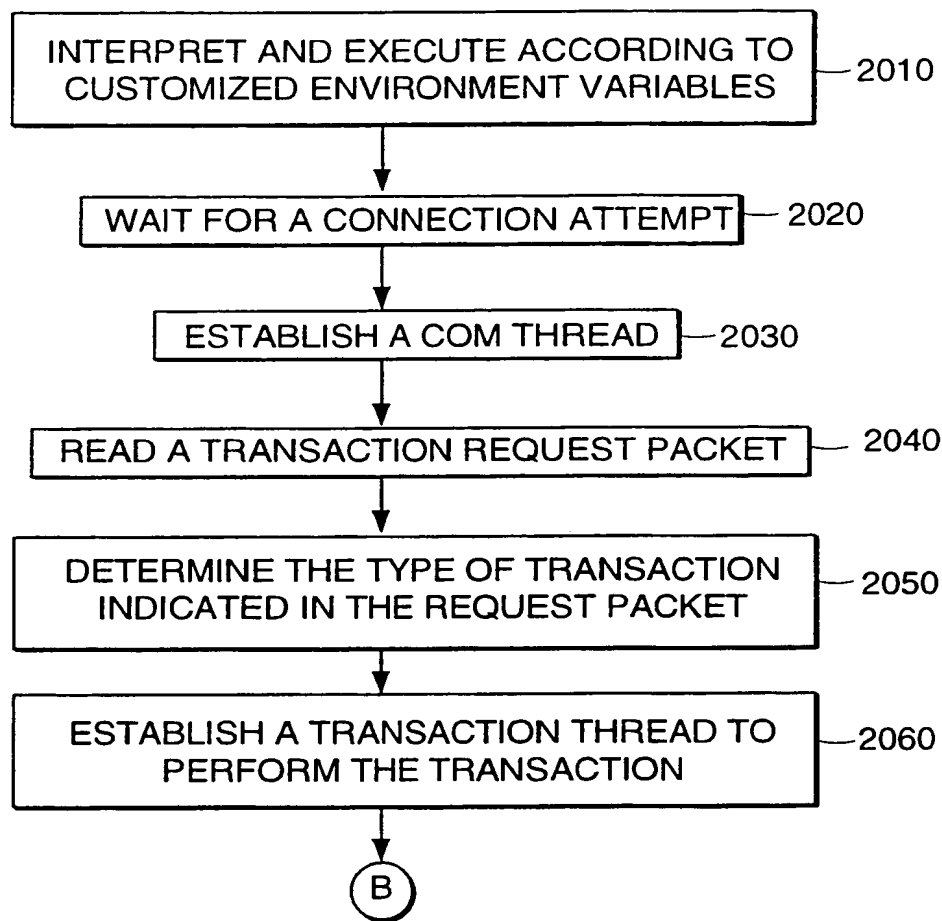 INTERPRET AND EXECUTE ACCORDING TO
CUSTOMIZED ENVIRONMENT VARIABLES
2010
WAIT FOR A CONNECTION ATTEMPT
2020
ESTABLISH A COM THREAD
2030
READ A TRANSACTION REQUEST PACKET
2040
DETERMINE THE TYPE OF TRANSACTION
INDICATED IN THE REQUEST PACKET
2050
ESTABLISH A TRANSACTION THREAD TO
PERFORM THE TRANSACTION
2060
B